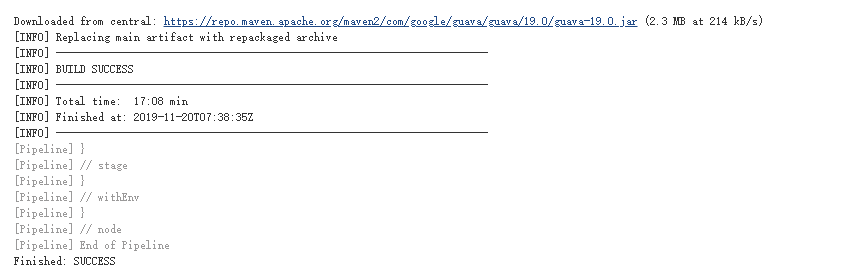 Downloaded from central: https://repo.maven.apache.org/maven2/com/google/guava/guava/19.0/guava-19.0.jar (2.3 MB at 214 kB/s)
[INFO] Replacing main artifact with repackaged archive
[INFO] ------------------------------------------------------------------------
[INFO] BUILD SUCCESS
[INFO] ------------------------------------------------------------------------
[INFO] Total time:  17:08 min
[INFO] Finished at: 2019-11-20T07:38:35Z
[INFO] ------------------------------------------------------------------------
[Pipeline] }
[Pipeline] // stage
[Pipeline] }
[Pipeline] // withEnv
[Pipeline] }
[Pipeline] // node
[Pipeline] End of Pipeline
Finished: SUCCESS